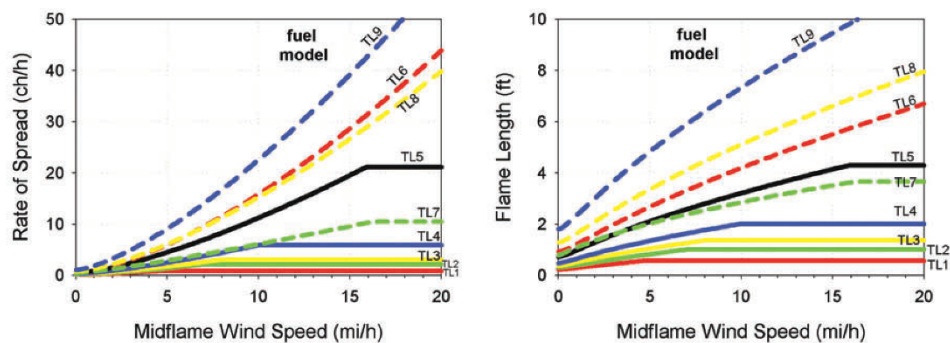 50
40
30
20
10
0
Rate of Spread (ch/h)
fuel
model
TL9
TL6
TL8
TL5
TL7
TL4
TL3
TL2
TL1
0 5 10 15 20
Midflame Wind Speed (mi/h)
10
8
6
4
2
0
Flame Length (ft)
fuel
model
TL9
TL8
TL6
TL5
TL7
TL4
TL3
TL2
TL1
0 5 10 15 20
Midflame Wind Speed (mi/h)